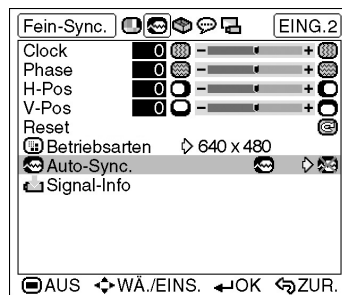 Fein-Sync. EING.2
Clock 0 - +
Phase 0 - +
H-Pos 0 - +
V-Pos 0 - +
Reset
Betriebsarten 640 x 480
Auto-Sync.
Signal-Info
AUS WÄ./EINS. OK ZUR.